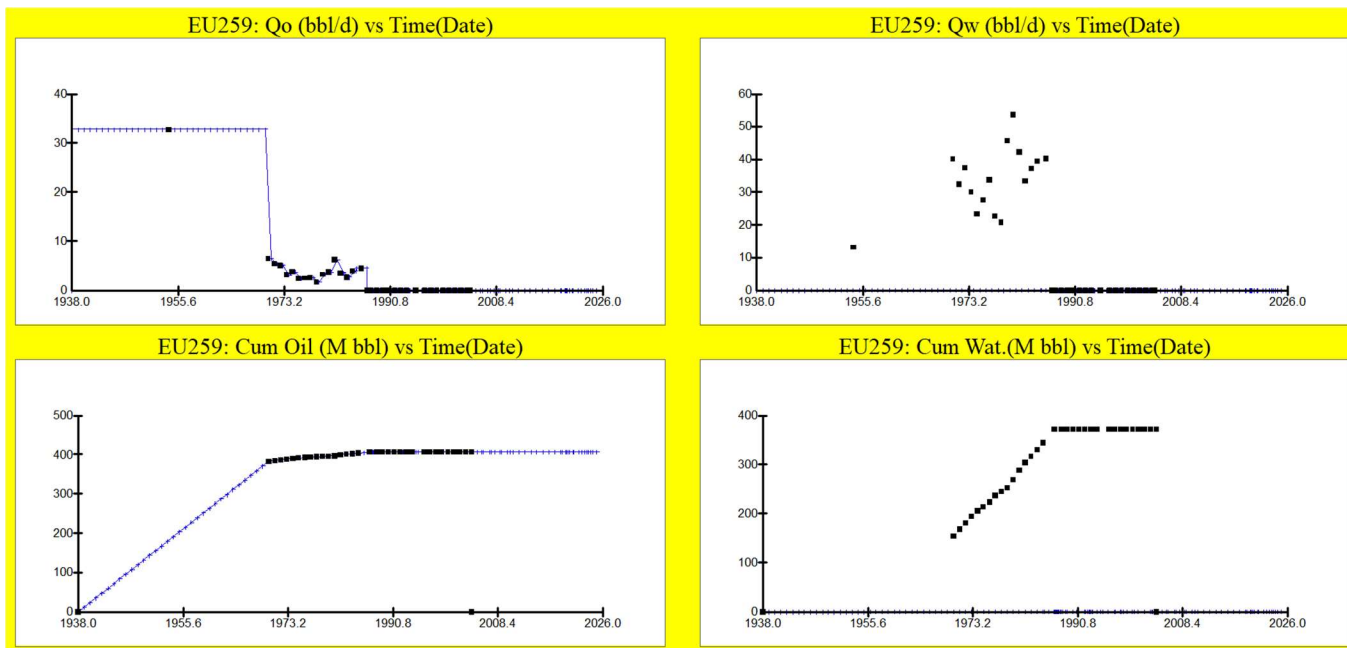 EU259: Qo (bbl/d) vs Time(Date)
40
30
20
10
0
1938.0 1955.6 1973.2 1990.8 2008.4 2026.0
EU259: Qw (bbl/d) vs Time(Date)
60
50
40
30
20
10
0
1938.0 1955.6 1973.2 1990.8 2008.4 2026.0
EU259: Cum Oil (M bbl) vs Time(Date)
500
400
300
200
100
0
1938.0 1955.6 1973.2 1990.8 2008.4 2026.0
EU259: Cum Wat.(M bbl) vs Time(Date)
400
300
200
100
0
1938.0 1955.6 1973.2 1990.8 2008.4 2026.0